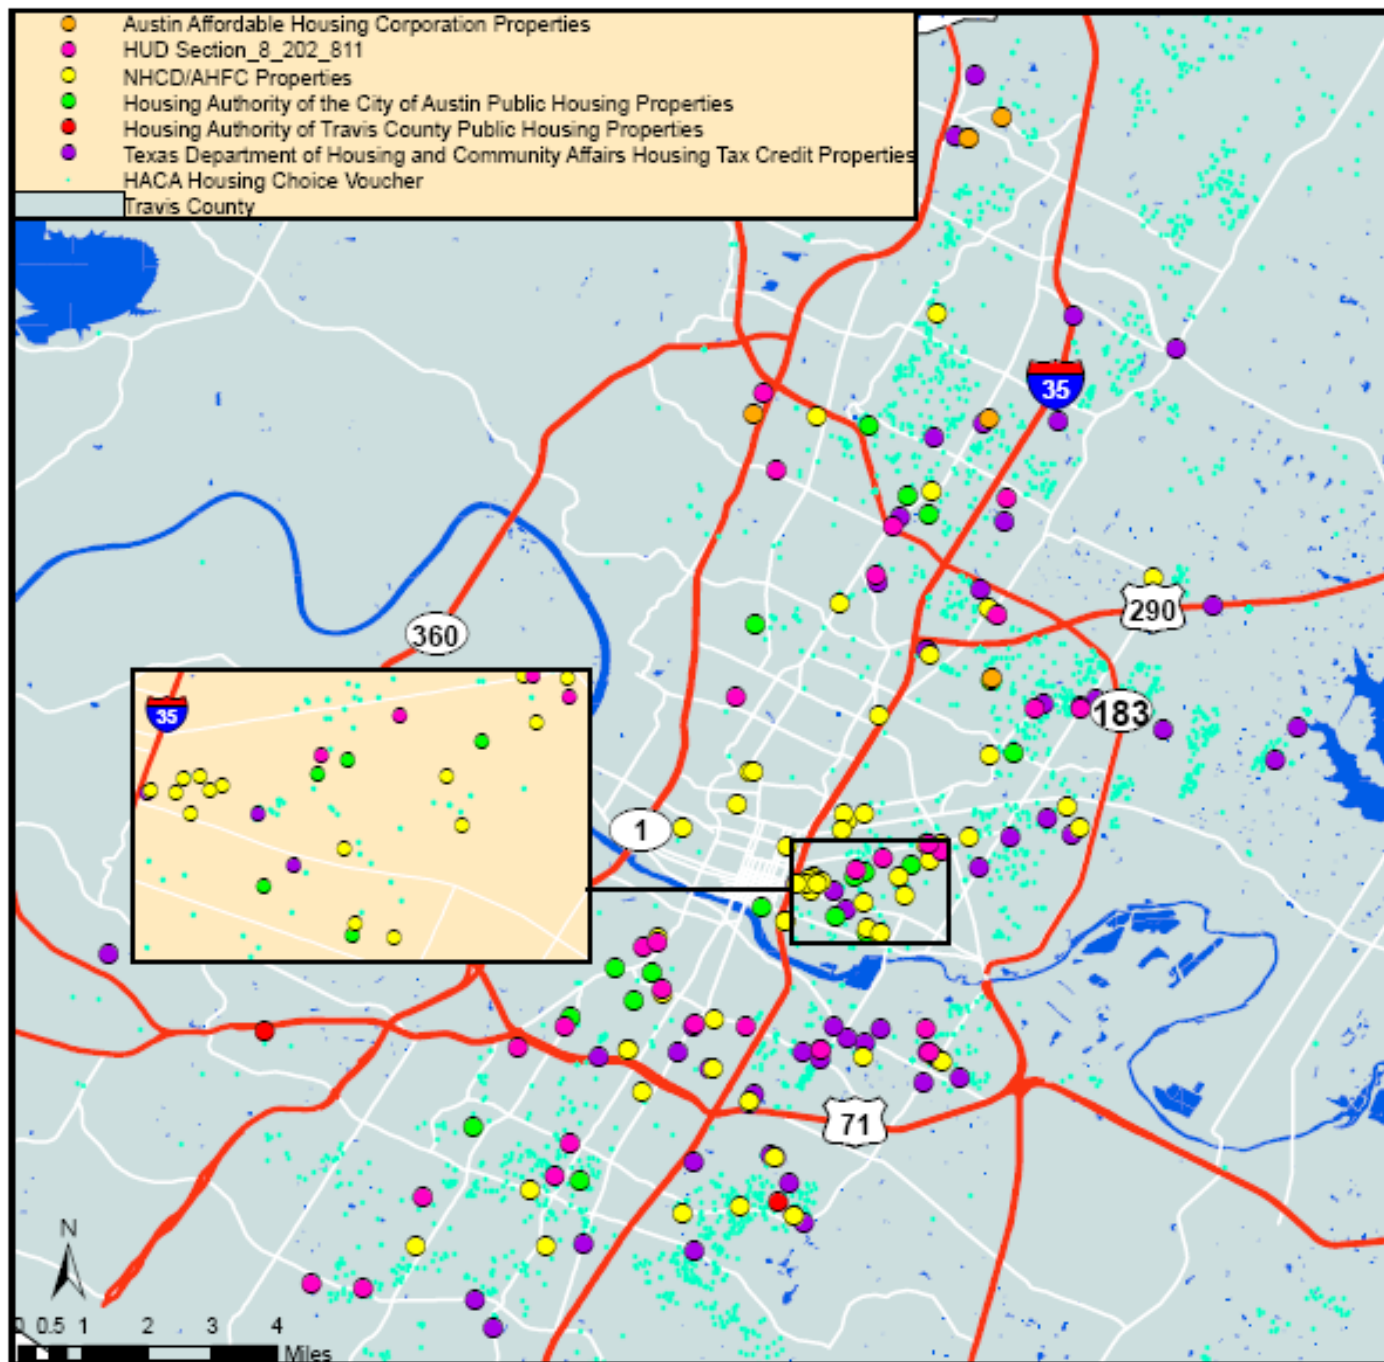 Austin Affordable Housing Corporation Properties
HUD Section_8_202_811
NHCD/AHFC Properties
Housing Authority of the City of Austin Public Housing Properties
Housing Authority of Travis County Public Housing Properties
Texas Department of Housing and Community Affairs Housing Tax Credit Properties
HACA Housing Choice Voucher
Travis County
35
290
360
183
35
1
71
N
0 0.5 1 2 3 4
Miles